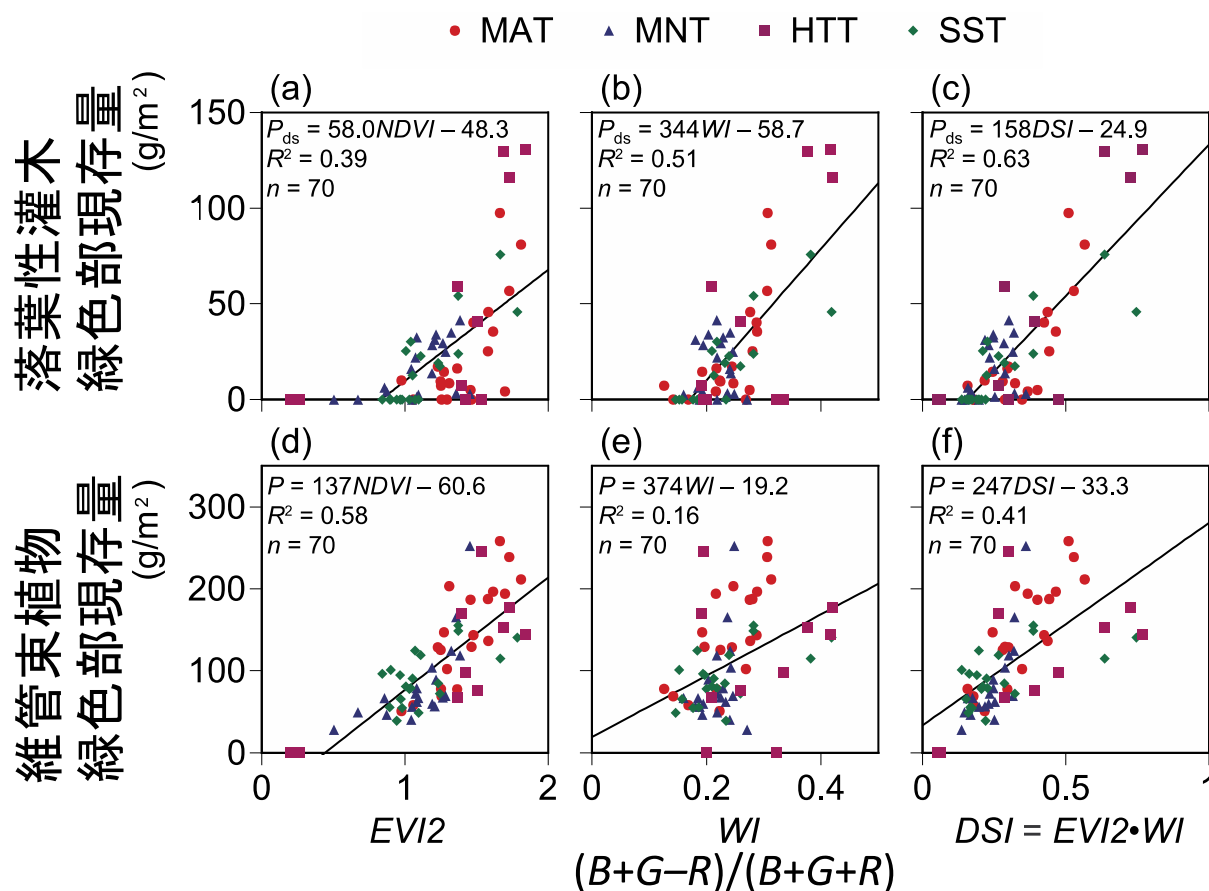 MAT MNT HTT SST
落葉性灌木
緑色部現存量
(g/m²)
(a)
P_ds = 58.0NDVI – 48.3
R² = 0.39
n = 70
(b)
P_ds = 344WI – 58.7
R² = 0.51
n = 70
(c)
P_ds = 158DSI – 24.9
R² = 0.63
n = 70
150
100
50
0
維管束植物
緑色部現存量
(g/m²)
(d)
P = 137NDVI – 60.6
R² = 0.58
n = 70
(e)
P = 374WI – 19.2
R² = 0.16
n = 70
(f)
P = 247DSI – 33.3
R² = 0.41
n = 70
300
200
100
0
0 1 2
0 0.2 0.4
0 0.5 1
EVI2
WI
(B+G–R)/(B+G+R)
DSI = EVI2•WI